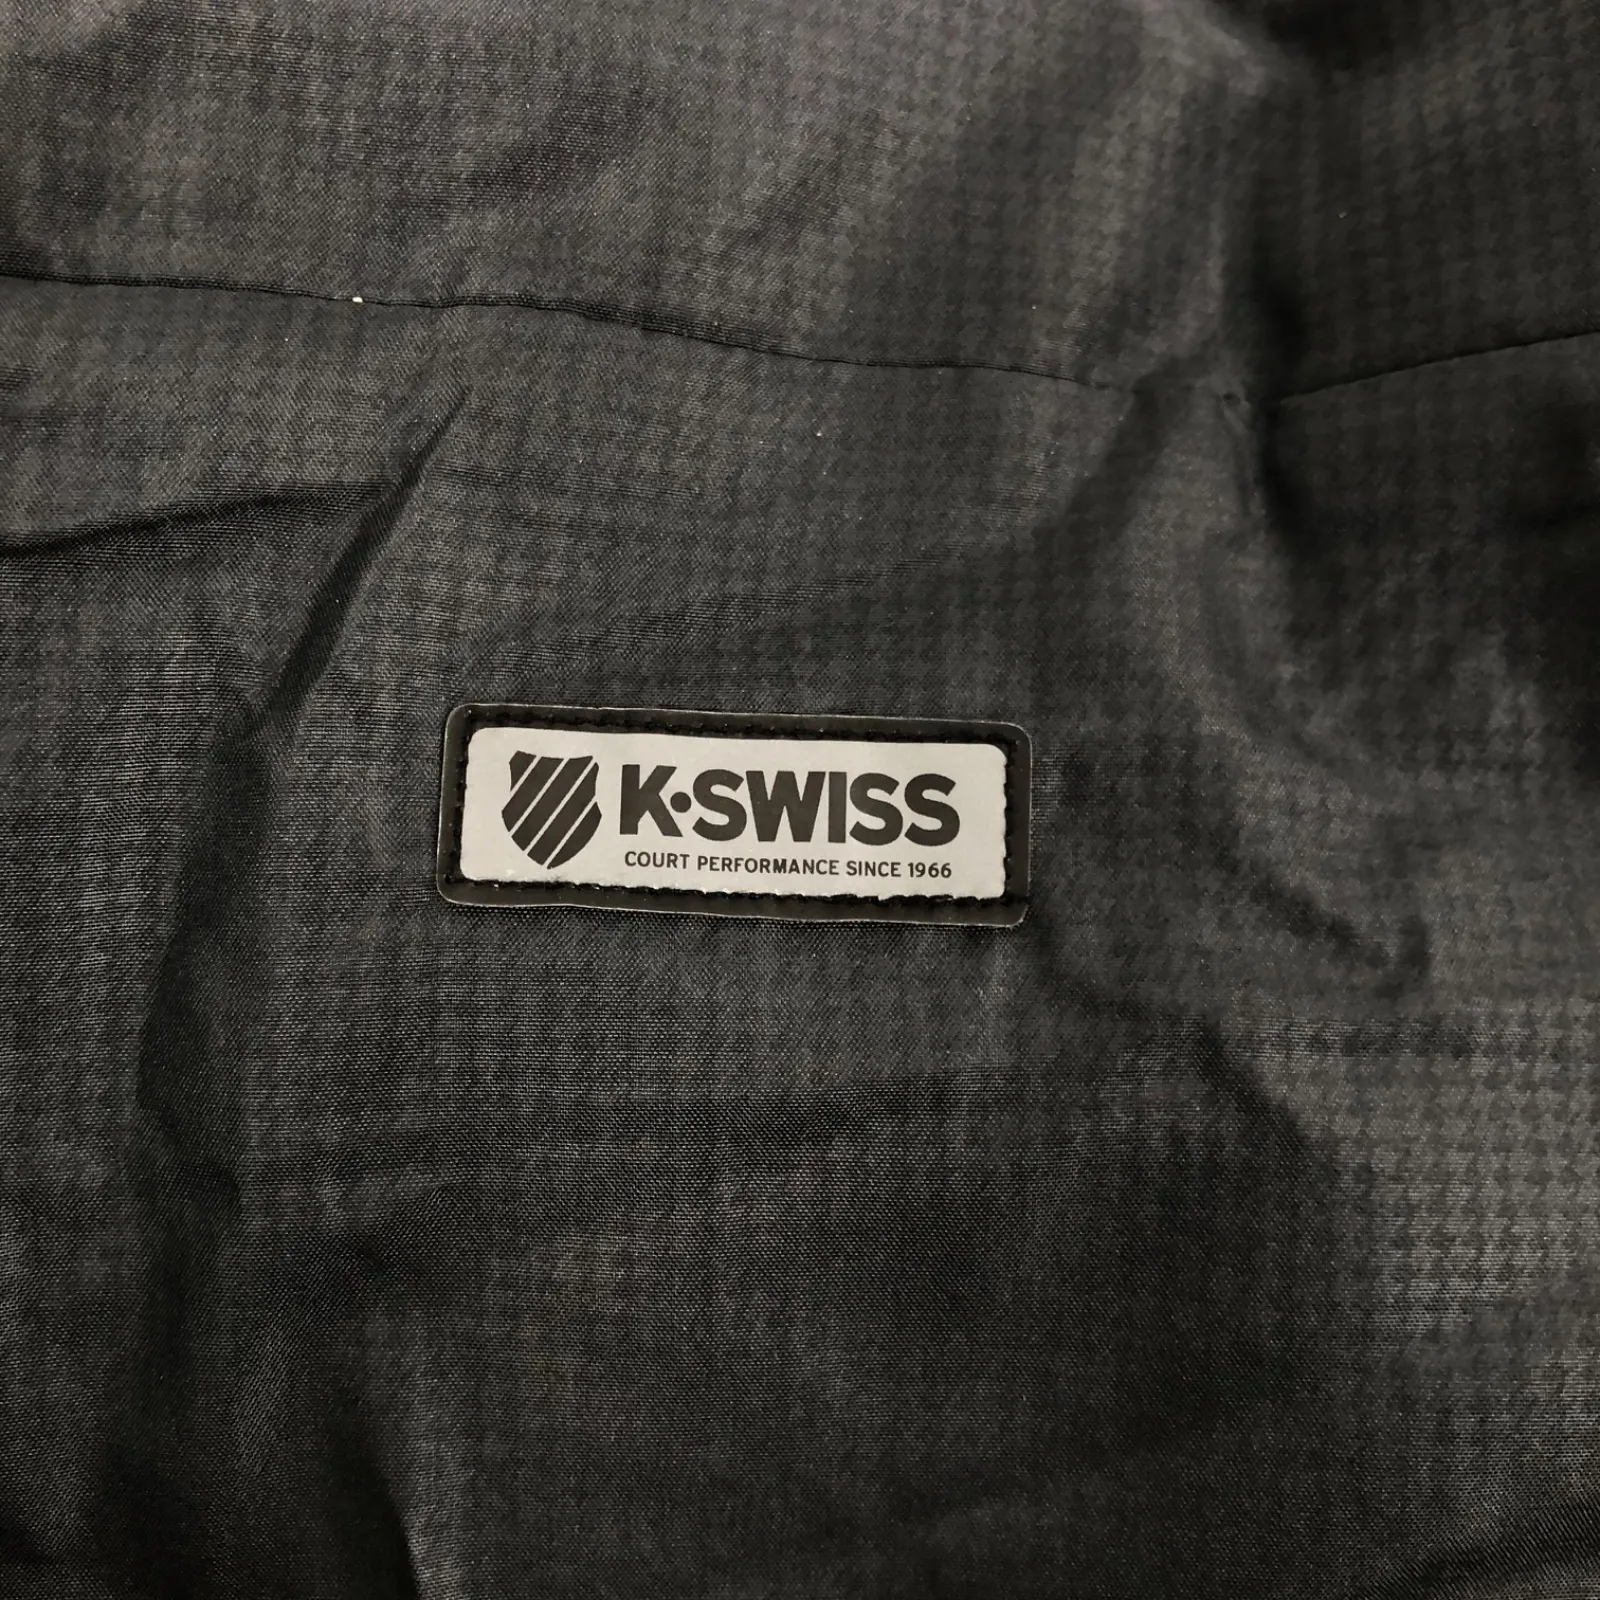 K·SWISS
COURT PERFORMANCE SINCE 1966